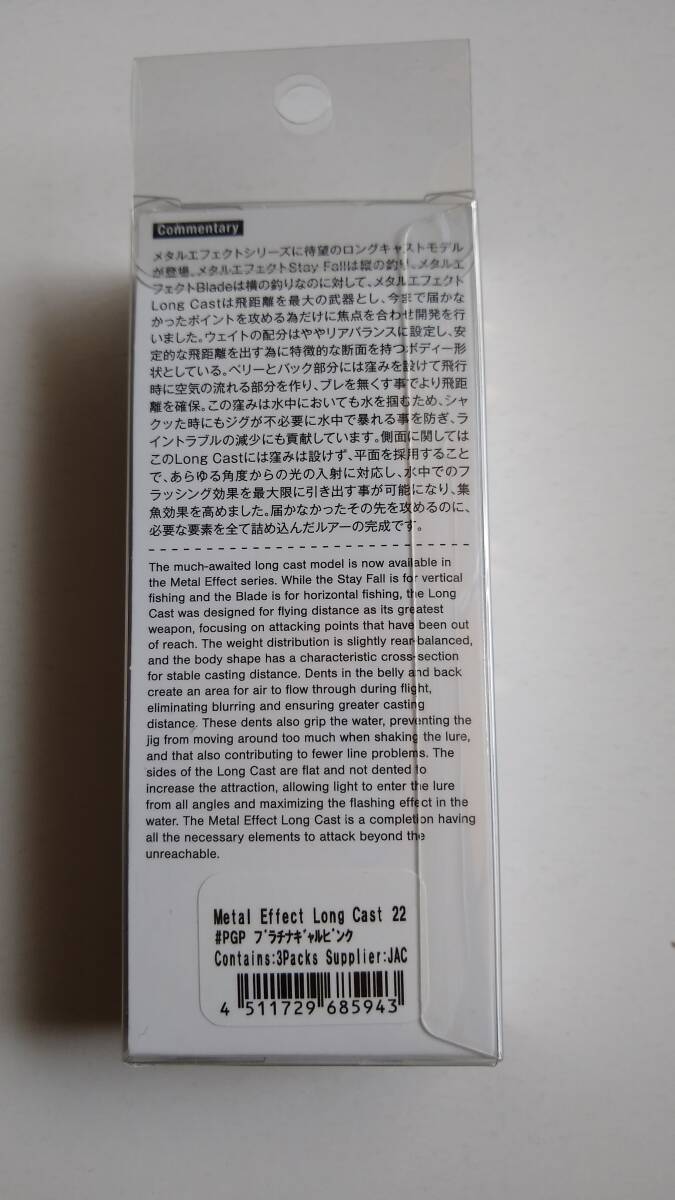 Commentary
メタルエフェクトシリーズに待望のロングキャストモデル
が登場。メタルエフェクトStay Fallは縦の釣り、メタルエ
フェクトBladeは横の釣りなのに対して、メタルエフェクト
Long Castは飛距離を最大の武器とし、今まで届かな
かったポイントを攻める為だけに焦点を合わせ開発を行
いました。ウェイトの配分はややリアバランスに設定し、安
定的な飛距離を出す為に特徴的な断面を持つボディー形
状としている。ベリーとバック部分には窪みを設けて飛行
時に空気の流れる部分を作り、ブレを無くす事でより飛距
離を確保。この窪みは水中においても水を掴むため、シャ
クッた時にもジグが不必要に水中で暴れる事を防ぎ、ラ
イントラブルの減少にも貢献しています。側面に関しては
このLong Castには窪みは設けず、平面を採用すること
で、あらゆる角度からの光の入射に対応し、水中でのフ
ラッシング効果を最大限に引き出す事が可能になり、集
魚効果を高めました。届かなかったその先を攻めるのに、
必要な要素を全て詰め込んだルアーの完成です。
The much-awaited long cast model is now available in
the Metal Effect series. While the Stay Fall is for vertical
fishing and the Blade is for horizontal fishing, the Long
Cast was designed for flying distance as its greatest
weapon, focusing on attacking points that have been out
of reach. The weight distribution is slightly rear-balanced,
and the body shape has a characteristic cross-section
for stable casting distance. Dents in the belly and back
create an area for air to flow through during flight,
eliminating blurring and ensuring greater casting
distance. These dents also grip the water, preventing the
jig from moving around too much when shaking the lure,
and that also contributing to fewer line problems. The
sides of the Long Cast are flat and not dented to
increase the attraction, allowing light to enter the lure
from all angles and maximizing the flashing effect in the
water. The Metal Effect Long Cast is a completion having
all the necessary elements to attack beyond the
unreachable.
Metal Effect Long Cast 22
#PGP ﾌﾟﾗﾁﾅｷﾞｬﾙﾋﾟﾝｸ
Contains:3Packs Supplier:JAC
4 511729 685943